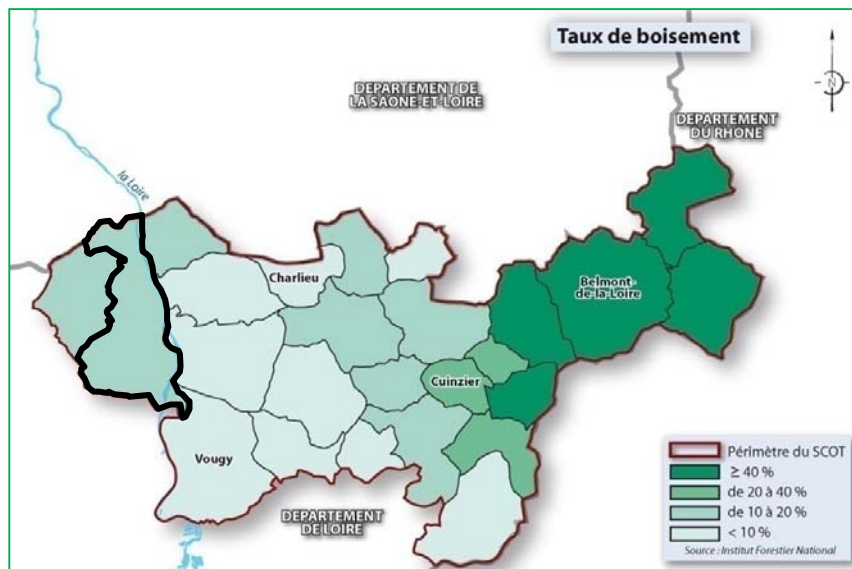 Taux de boisement
N
DEPARTEMENT DE
LA SAONE-ET-LOIRE
DEPARTEMENT
DU RHONE
la Loire
Charlieu
Belmont-
de-la-Loire
Cuinzier
Vougy
DEPARTEMENT
DE LOIRE
Périmètre du SCOT
≥ 40 %
de 20 à 40 %
de 10 à 20 %
< 10 %
Source : Institut Forestier National